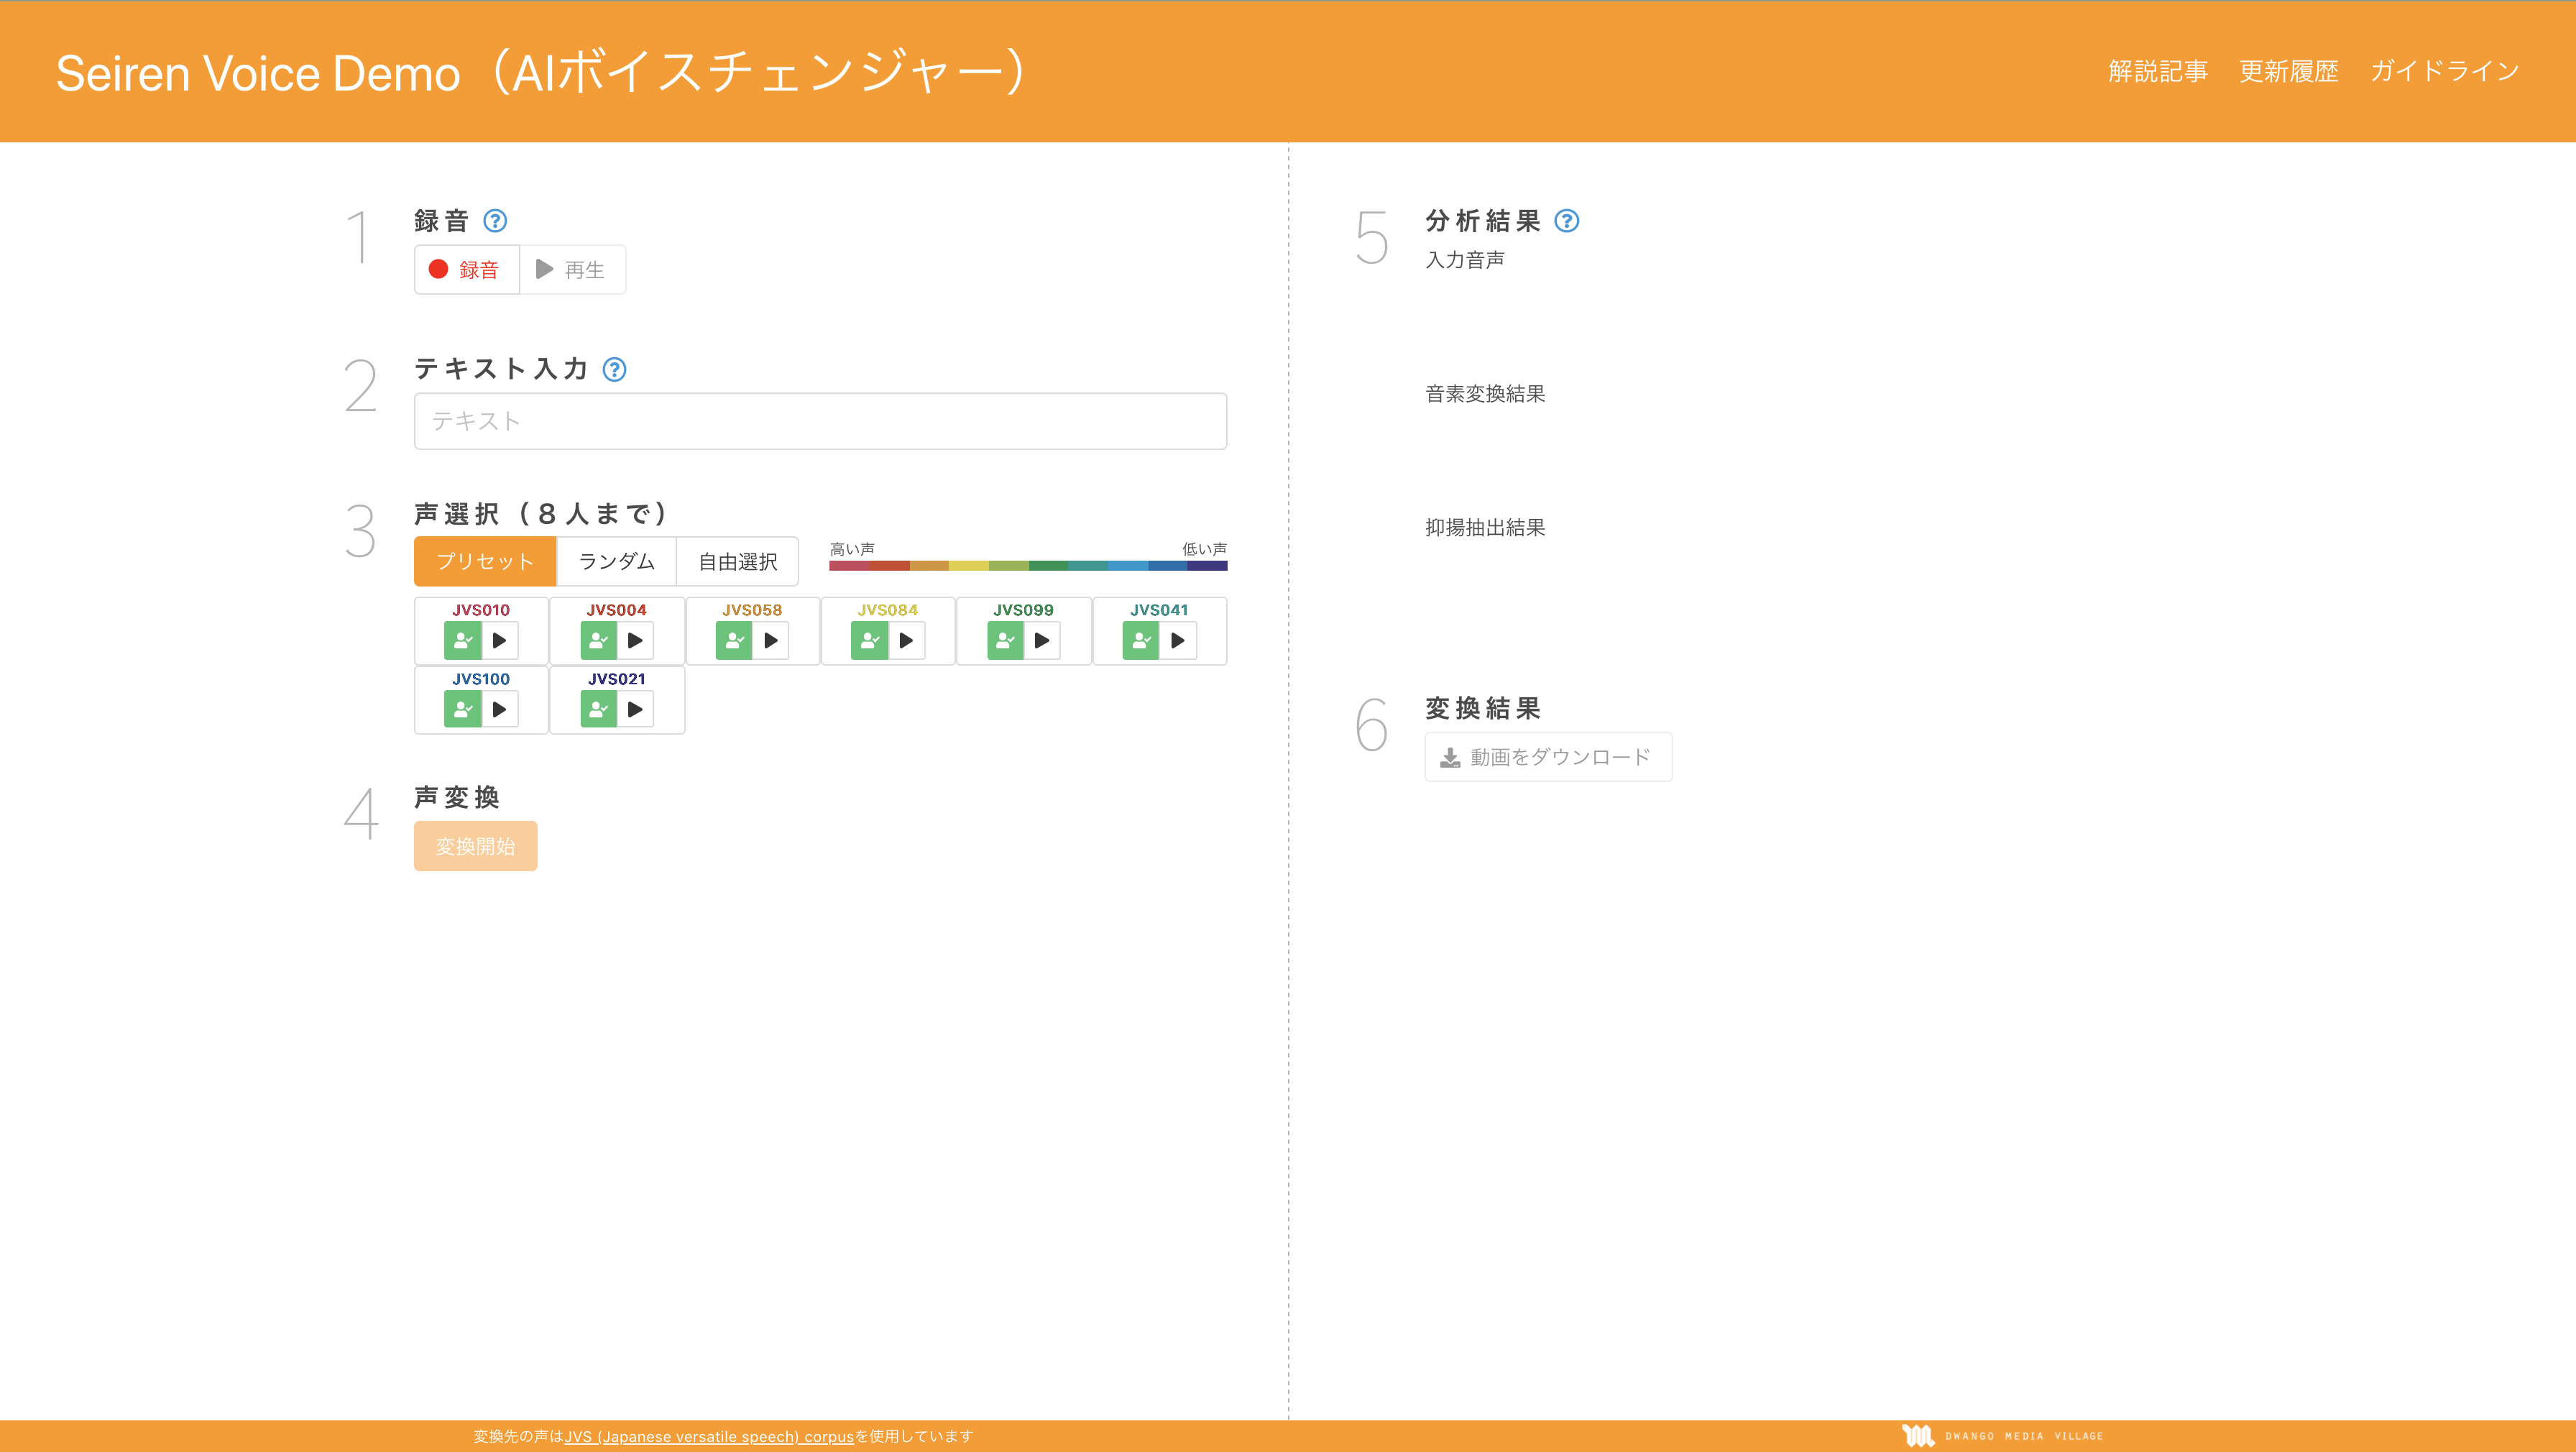 Seiren Voice Demo（AIボイスチェンジャー）
解説記事 更新履歴 ガイドライン
1
録音
録音 再生
2
テキスト入力
テキスト
3
声選択（８人まで）
プリセット ランダム 自由選択
高い声 低い声
JVS010 JVS004 JVS058 JVS084 JVS099 JVS041
JVS100 JVS021
4
声変換
変換開始
5
分析結果
入力音声
音素変換結果
抑揚抽出結果
6
変換結果
動画をダウンロード
変換先の声はJVS (Japanese versatile speech) corpusを使用しています
DWANGO MEDIA VILLAGE